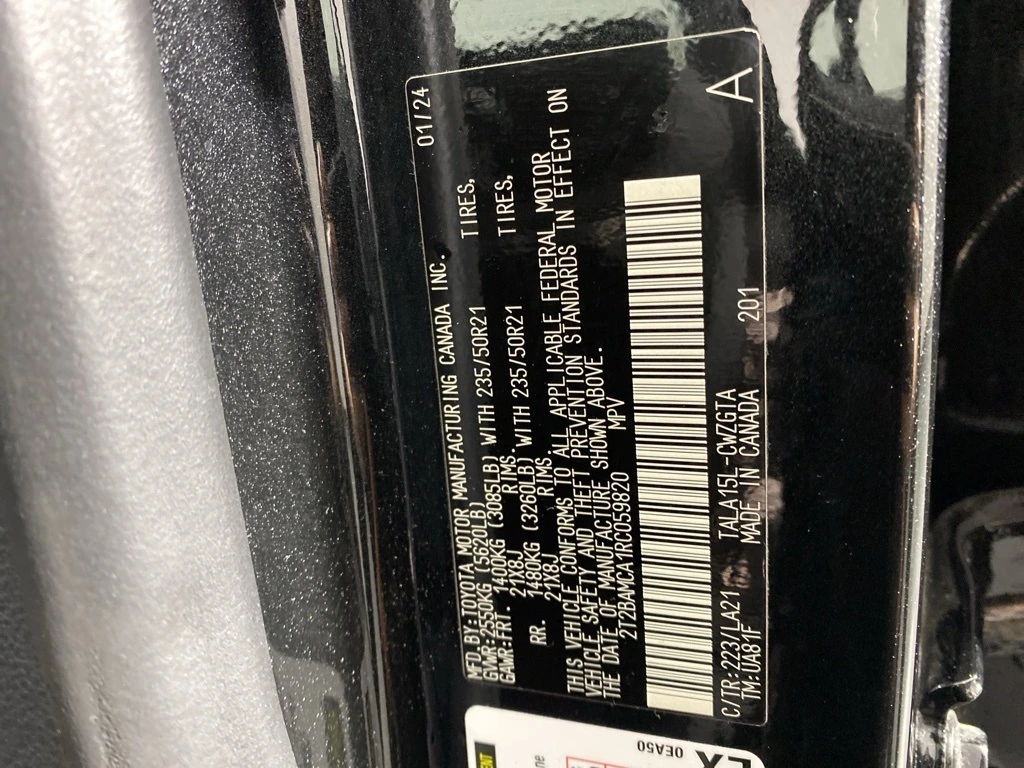 MFD.BY:TOYOTA MOTOR MANUFACTURING CANADA INC. 01/24
GVWR:2550KG (5620LB)
GAWR:FRT. 1400KG (3085LB) WITH 235/50R21 TIRES,
21X8J RIMS.
RR. 1480KG (3260LB) WITH 235/50R21 TIRES,
21X8J RIMS.
THIS VEHICLE CONFORMS TO ALL APPLICABLE FEDERAL MOTOR
VEHICLE SAFETY AND THEFT PREVENTION STANDARDS IN EFFECT ON
THE DATE OF MANUFACTURE SHOWN ABOVE.
2T2BAMCA7RC059820 MPV
C/TR:223/LA21 TALA15L-CWZGTA 201 A
TM:UA81F MADE IN CANADA
EX
0EA50